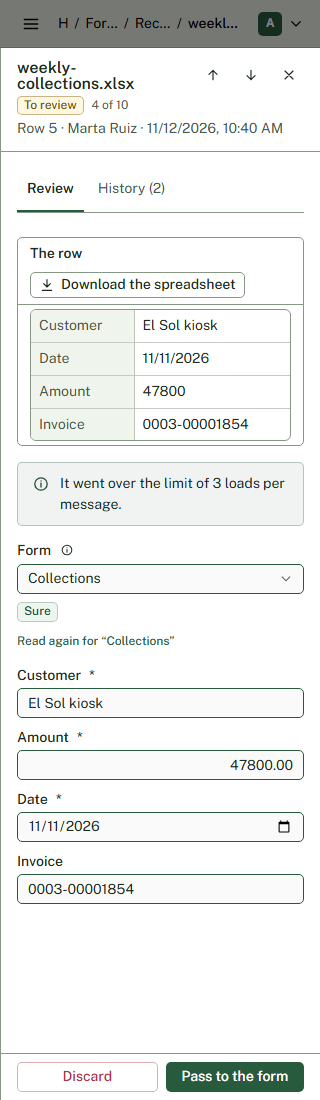 H / For... / Rec... / weekl... A
weekly-
collections.xlsx
To review 4 of 10
Row 5 · Marta Ruiz · 11/12/2026, 10:40 AM
Review History (2)
The row
Download the spreadsheet
Customer El Sol kiosk
Date 11/11/2026
Amount 47800
Invoice 0003-00001854
It went over the limit of 3 loads per
message.
Form
Collections
Sure
Read again for “Collections”
Customer *
El Sol kiosk
Amount *
47800.00
Date *
11/11/2026
Invoice
0003-00001854
Discard Pass to the form